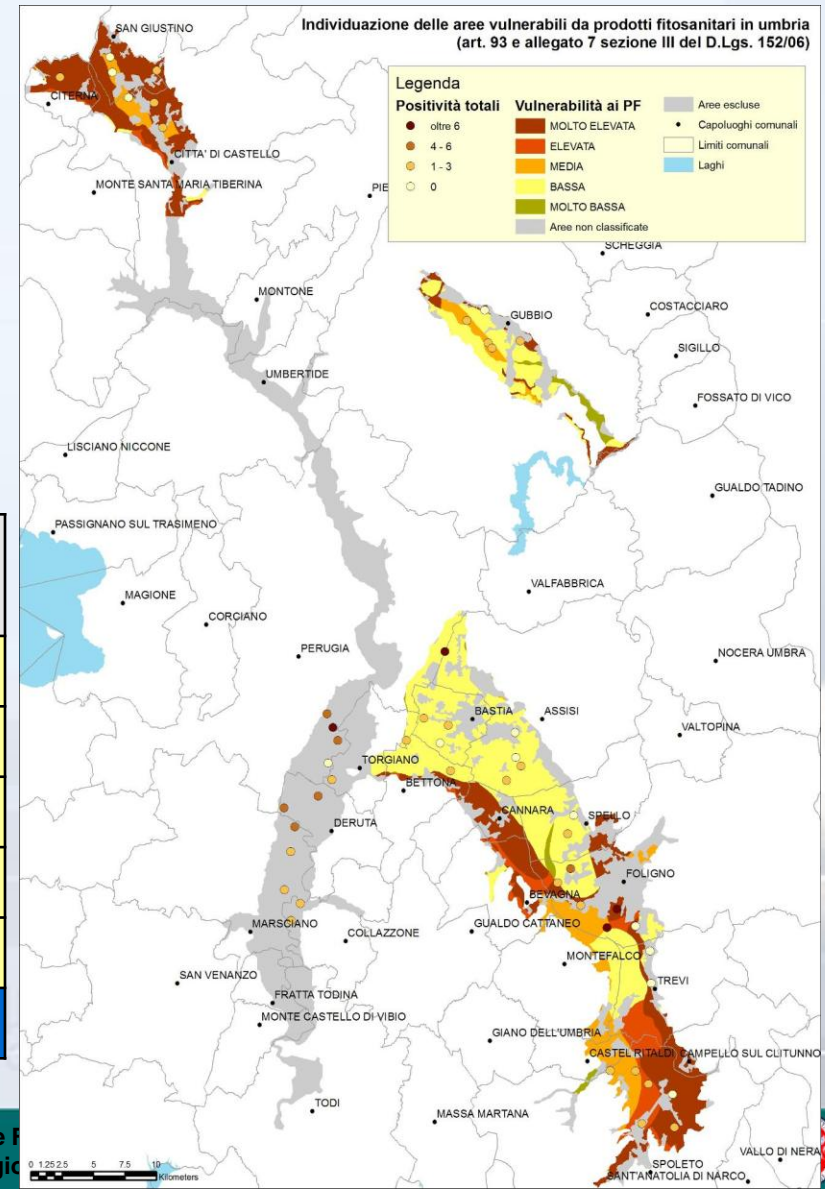 Individuazione delle aree vulnerabili da prodotti fitosanitari in umbria
(art. 93 e allegato 7 sezione III del D.Lgs. 152/06)
Legenda
Positività totali
oltre 6
4 - 6
1 - 3
0
Vulnerabilità ai PF
MOLTO ELEVATA
ELEVATA
MEDIA
BASSA
MOLTO BASSA
Aree non classificate
Aree escluse
Capoluoghi comunali
Limiti comunali
Laghi
SAN GIUSTINO
CITERNA
CITTA' DI CASTELLO
MONTE SANTA MARIA TIBERINA
PIE
SCHEGGIA
MONTONE
GUBBIO
COSTACCIARO
SIGILLO
UMBERTIDE
FOSSATO DI VICO
LISCIANO NICCONE
GUALDO TADINO
PASSIGNANO SUL TRASIMENO
VALFABBRICA
MAGIONE
CORCIANO
PERUGIA
NOCERA UMBRA
BASTIA
ASSISI
VALTOPINA
TORGIANO
BETTONA
CANNARA
SPELLO
DERUTA
FOLIGNO
BEVAGNA
MARSCIANO
COLLAZZONE
GUALDO CATTANEO
MONTEFALCO
SAN VENANZO
TREVI
FRATTA TODINA
MONTE CASTELLO DI VIBIO
GIANO DELL'UMBRIA
CASTEL RITALDI
CAMPELLO SUL CLITUNNO
TODI
MASSA MARTANA
VALLO DI NERA
SPOLETO
SANT'ANATOLIA DI NARCO
0 1.25 2.5 5 7.5 10
Kilometers